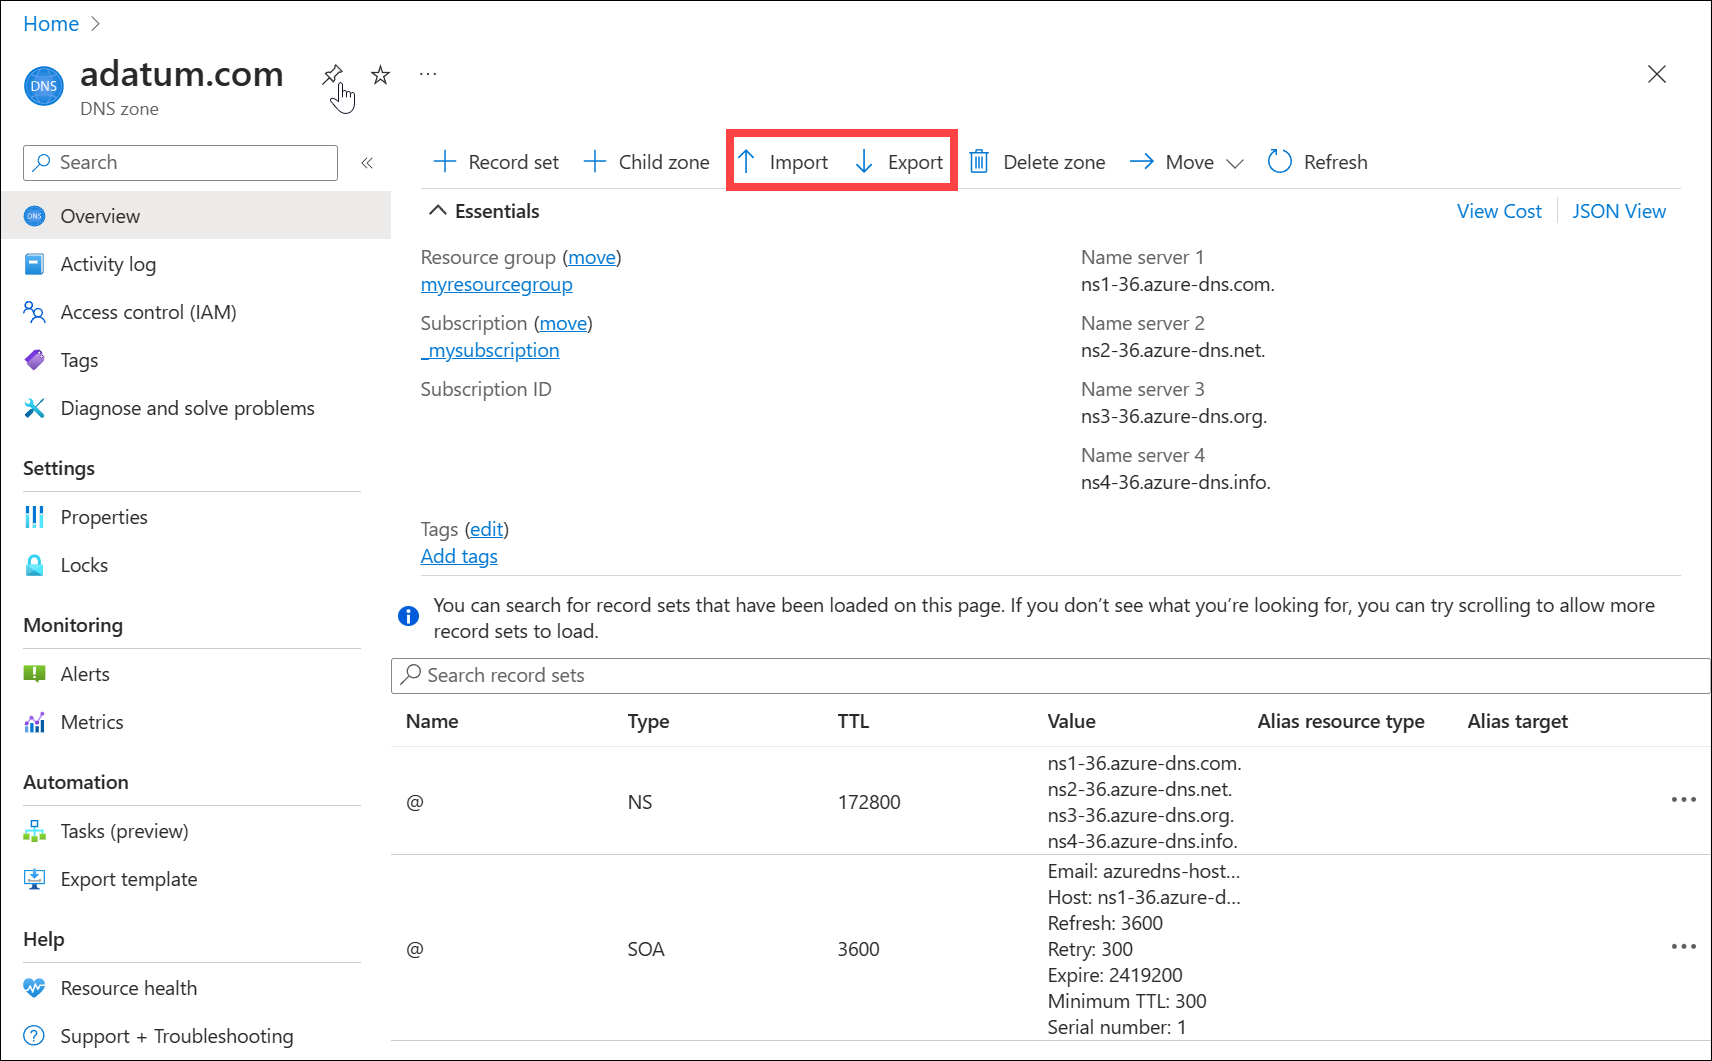 Home
DNS
adatum.com
DNS zone
Search
Record set
Child zone
Import
Export
Delete zone
Move
Refresh
Overview
Activity log
Access control (IAM)
Tags
Diagnose and solve problems
Settings
Properties
Locks
Monitoring
Alerts
Metrics
Automation
Tasks (preview)
Export template
Help
Resource health
Support + Troubleshooting
Essentials
View Cost
JSON View
Resource group (move)
myresourcegroup
Subscription (move)
_mysubscription
Subscription ID
Name server 1
ns1-36.azure-dns.com.
Name server 2
ns2-36.azure-dns.net.
Name server 3
ns3-36.azure-dns.org.
Name server 4
ns4-36.azure-dns.info.
Tags (edit)
Add tags
You can search for record sets that have been loaded on this page. If you don’t see what you’re looking for, you can try scrolling to allow more
record sets to load.
Search record sets
Name Type TTL Value Alias resource type Alias target
@ NS 172800
ns1-36.azure-dns.com.
ns2-36.azure-dns.net.
ns3-36.azure-dns.org.
ns4-36.azure-dns.info.
@ SOA 3600
Email: azuredns-host...
Host: ns1-36.azure-d...
Refresh: 3600
Retry: 300
Expire: 2419200
Minimum TTL: 300
Serial number: 1